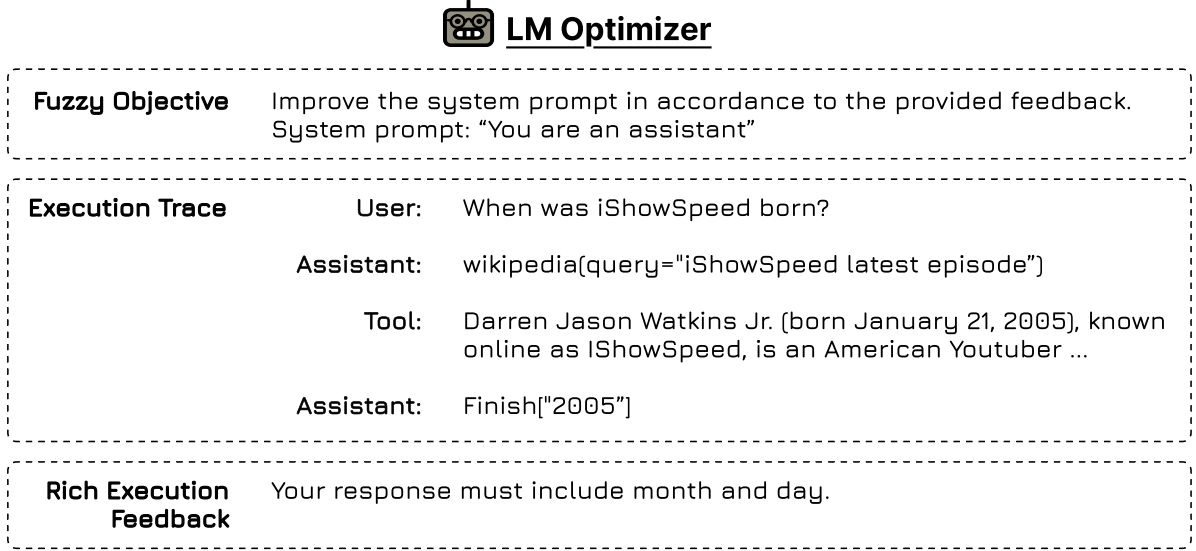 LM Optimizer
Fuzzy Objective
Improve the system prompt in accordance to the provided feedback.
System prompt: “You are an assistant”
Execution Trace
User: When was iShowSpeed born?
Assistant: wikipedia(query="iShowSpeed latest episode”)
Tool: Darren Jason Watkins Jr. (born January 21, 2005), known
online as IShowSpeed, is an American Youtuber ...
Assistant: Finish["2005”]
Rich Execution
Feedback
Your response must include month and day.